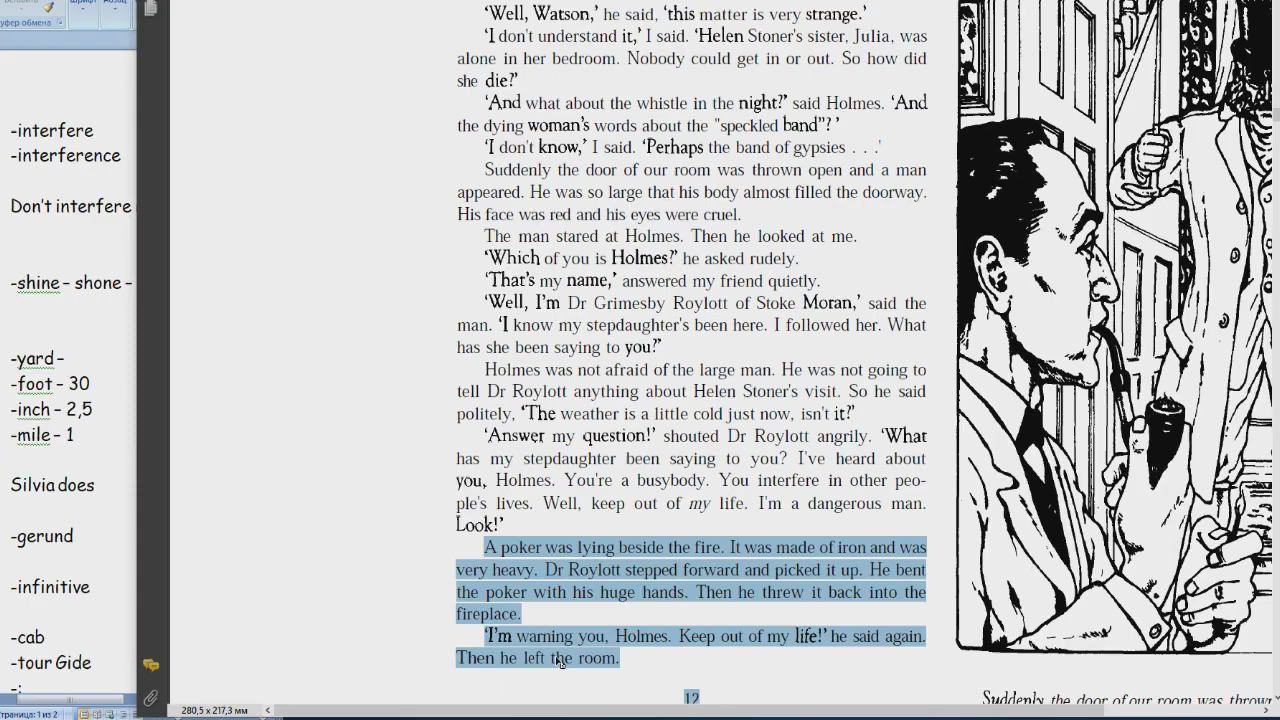 Вставить
Шрифт
Абзац
уфер обмена
-interfere
-interference
Don't interfere
-shine – shone –
-yard –
-foot – 30
-inch – 2,5
-mile – 1
Silvia does
-gerund
-infinitive
-cab
-tour Gide
-:
Страница: 1 из 2
'Well, Watson,' he said, 'this matter is very strange.'
'I don't understand it,' I said. 'Helen Stoner's sister, Julia, was
alone in her bedroom. Nobody could get in or out. So how did
she die?'
'And what about the whistle in the night?' said Holmes. 'And
the dying woman's words about the "speckled band"? '
'I don't know,' I said. 'Perhaps the band of gypsies . . .'
Suddenly the door of our room was thrown open and a man
appeared. He was so large that his body almost filled the doorway.
His face was red and his eyes were cruel.
The man stared at Holmes. Then he looked at me.
'Which of you is Holmes?' he asked rudely.
'That's my name,' answered my friend quietly.
'Well, I'm Dr Grimesby Roylott of Stoke Moran,' said the
man. 'I know my stepdaughter's been here. I followed her. What
has she been saying to you?'
Holmes was not afraid of the large man. He was not going to
tell Dr Roylott anything about Helen Stoner's visit. So he said
politely, 'The weather is a little cold just now, isn't it?'
'Answer my question!' shouted Dr Roylott angrily. 'What
has my stepdaughter been saying to you? I've heard about
you, Holmes. You're a busybody. You interfere in other peo-
ple's lives. Well, keep out of my life. I'm a dangerous man.
Look!'
A poker was lying beside the fire. It was made of iron and was
very heavy. Dr Roylott stepped forward and picked it up. He bent
the poker with his huge hands. Then he threw it back into the
fireplace.
'I'm warning you, Holmes. Keep out of my life!' he said again.
Then he left the room.
12
Suddenly the door of our room was thrown
280,5 x 217,3 мм